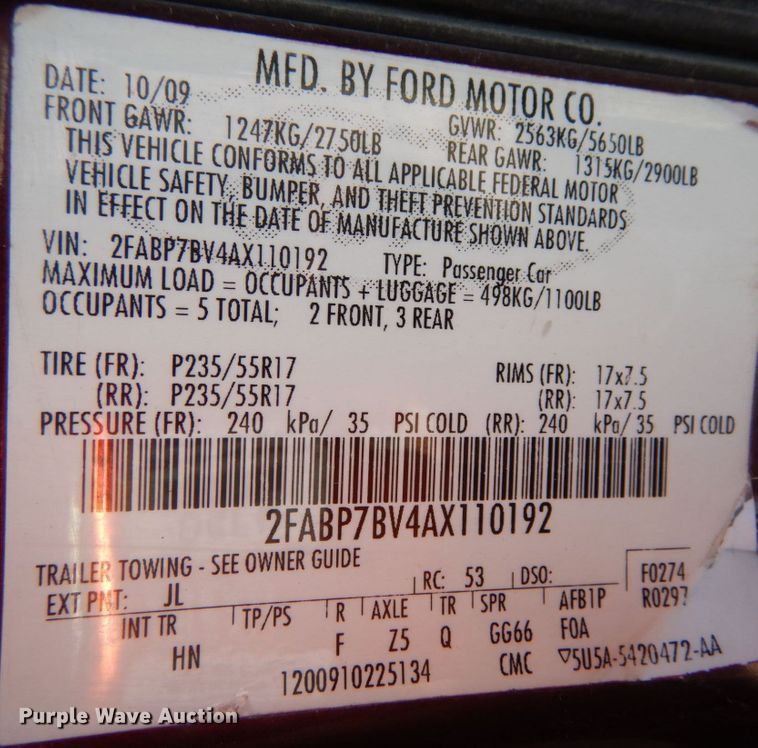 MFD. BY FORD MOTOR CO.
DATE: 10/09
FRONT GAWR: 1247KG/2750LB
GVWR: 2563KG/5650LB
REAR GAWR: 1315KG/2900LB
THIS VEHICLE CONFORMS TO ALL APPLICABLE FEDERAL MOTOR
VEHICLE SAFETY, BUMPER, AND THEFT PREVENTION STANDARDS
IN EFFECT ON THE DATE OF MANUFACTURE SHOWN ABOVE.
VIN: 2FABP7BV4AX110192 TYPE: Passenger Car
MAXIMUM LOAD = OCCUPANTS + LUGGAGE = 498KG/1100LB
OCCUPANTS = 5 TOTAL; 2 FRONT, 3 REAR
TIRE (FR): P235/55R17 RIMS (FR): 17x7.5
(RR): P235/55R17 (RR): 17x7.5
PRESSURE (FR): 240 kPa/ 35 PSI COLD (RR): 240 kPa/ 35 PSI COLD
2FABP7BV4AX110192
TRAILER TOWING - SEE OWNER GUIDE
EXT PNT: JL RC: 53 DSO: F0274
INT TR TP/PS R AXLE TR SPR AFB1P R0297
HN F Z5 Q GG66 F0A
1200910225134 CMC ▽5U5A-5420472-AA
Purple Wave Auction